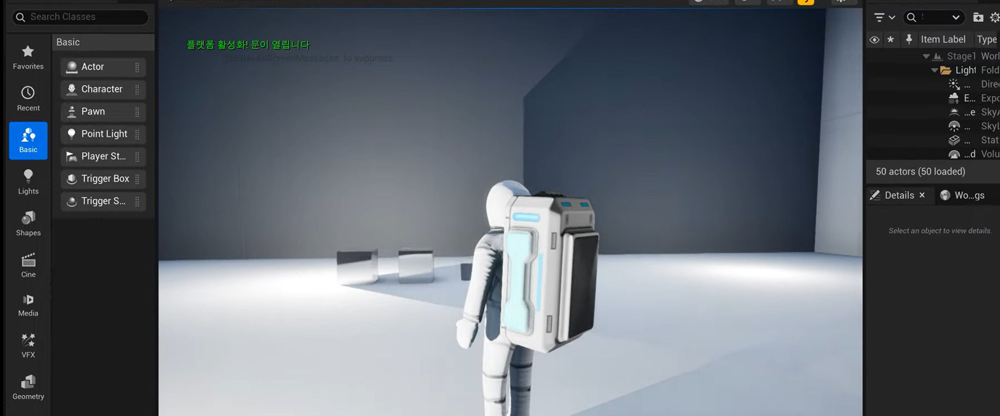 Search Classes
Favorites
Recent
Basic
Lights
Shapes
Cine
Media
VFX
Geometry
Basic
Actor
Character
Pawn
Point Light
Player St...
Trigger Box
Trigger S...
플랫폼 활성화! 문이 열립니다
DisableAllScreenMessages' to suppress
Item Label Type
Stage1 Worl
Light Fold
... Dire
E... Expo
...e SkyA
... SkyL
... Stat
...d Volu
50 actors (50 loaded)
Details Wo...gs
Select an object to view details.